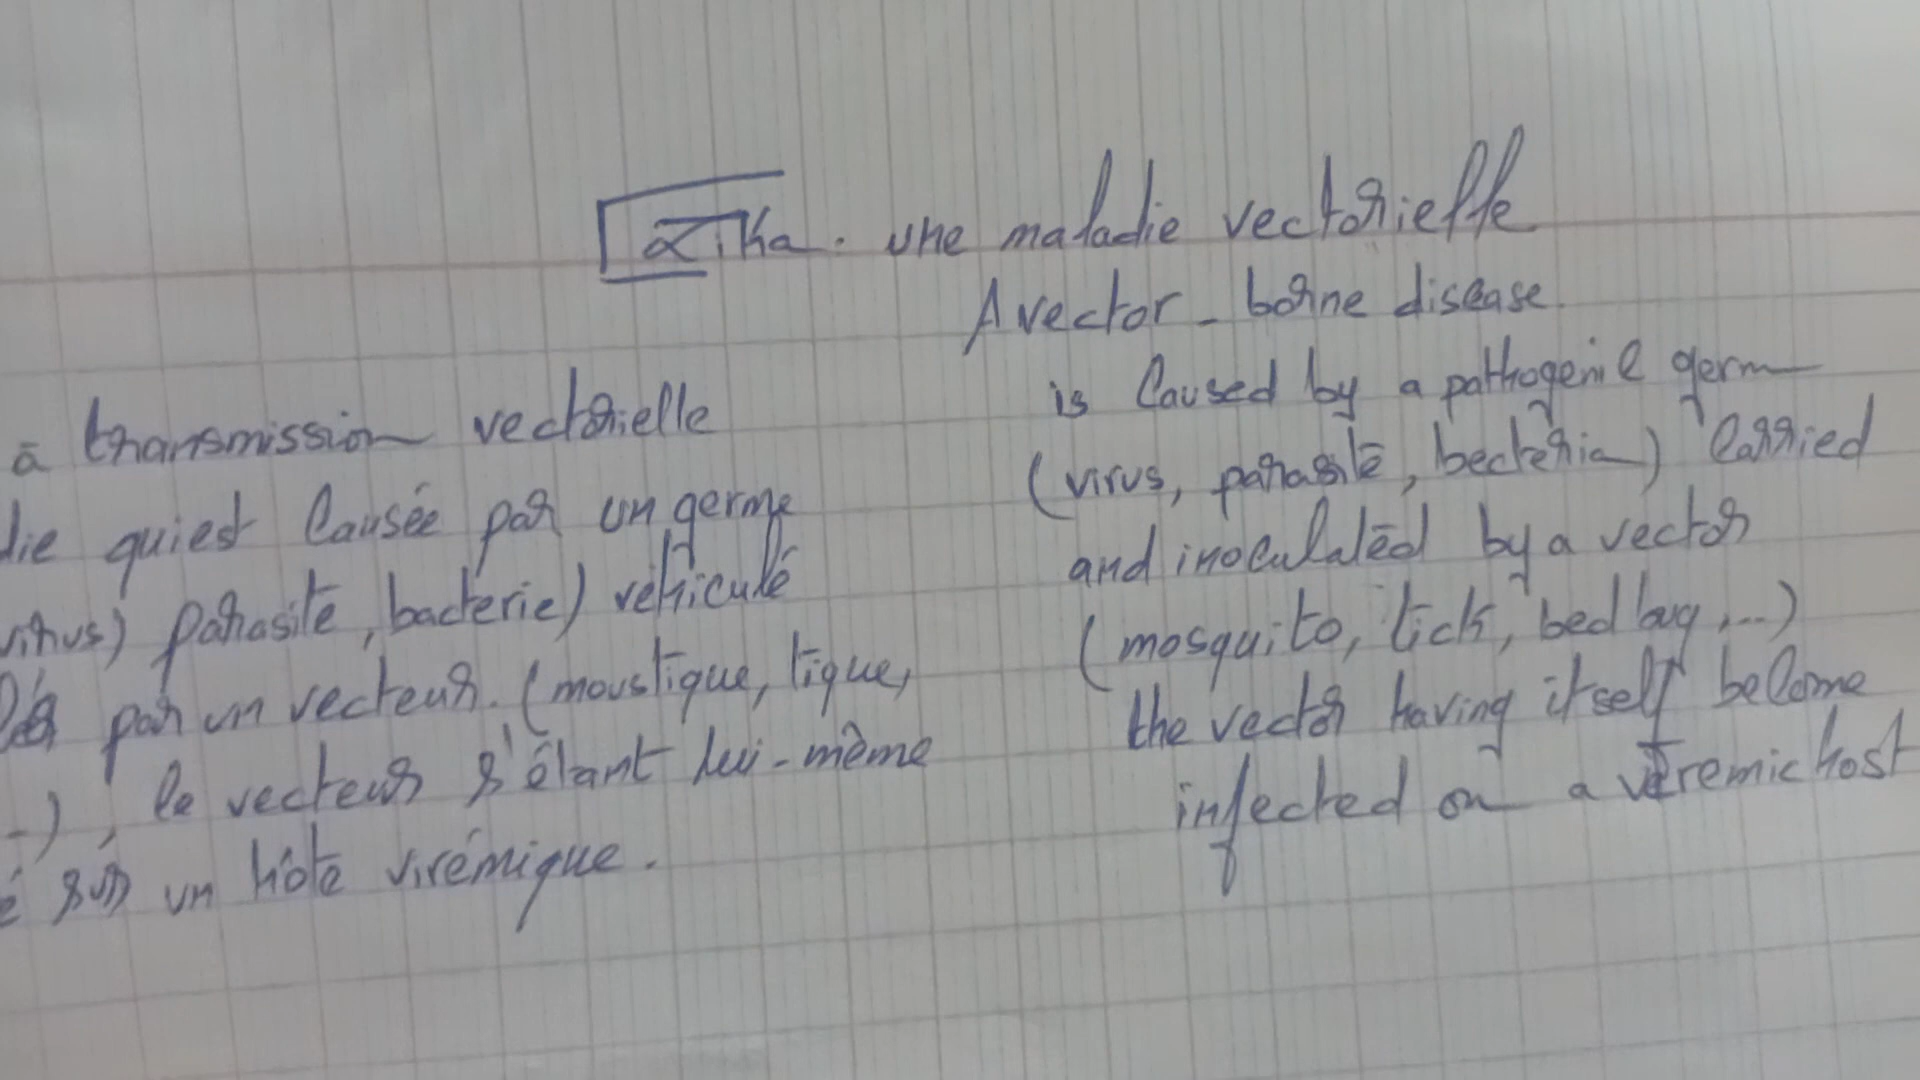 Zika. une maladie vectorielle
à transmission vectorielle
die qui est causée par un germe
virus) parasite, bacterie) véhiculé
par un vecteur. (moustique, tique,
..), le vecteur s'étant lui-même
é sur un hôte virémique.
A vector - borne disease
is caused by a pathogenic germ
(virus, parasite, becteria) carried
and inoculated by a vector
(mosquito, tick, bed bug, ...)
the vector having itself become
infected on a viremic host